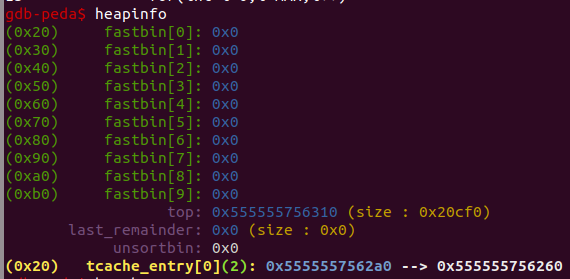 gdb-peda$ heapinfo
(0x20) fastbin[0]: 0x0
(0x30) fastbin[1]: 0x0
(0x40) fastbin[2]: 0x0
(0x50) fastbin[3]: 0x0
(0x60) fastbin[4]: 0x0
(0x70) fastbin[5]: 0x0
(0x80) fastbin[6]: 0x0
(0x90) fastbin[7]: 0x0
(0xa0) fastbin[8]: 0x0
(0xb0) fastbin[9]: 0x0
top: 0x555555756310 (size : 0x20cf0)
last_remainder: 0x0 (size : 0x0)
unsortbin: 0x0
(0x20) tcache_entry[0](2): 0x5555557562a0 --> 0x555555756260